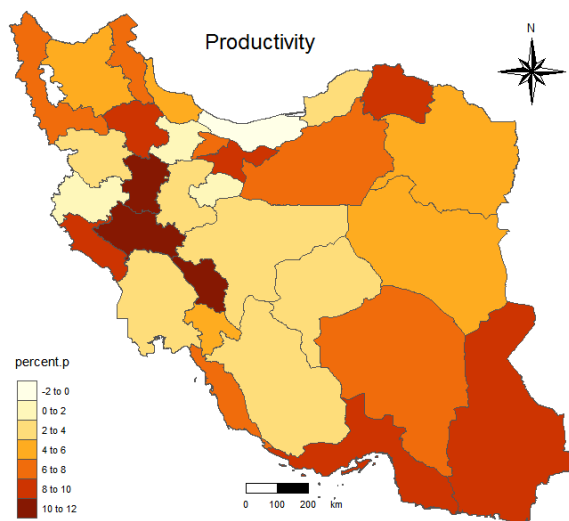 Productivity
N
percent.p
-2 to 0
0 to 2
2 to 4
4 to 6
6 to 8
8 to 10
10 to 12
0 100 200 km